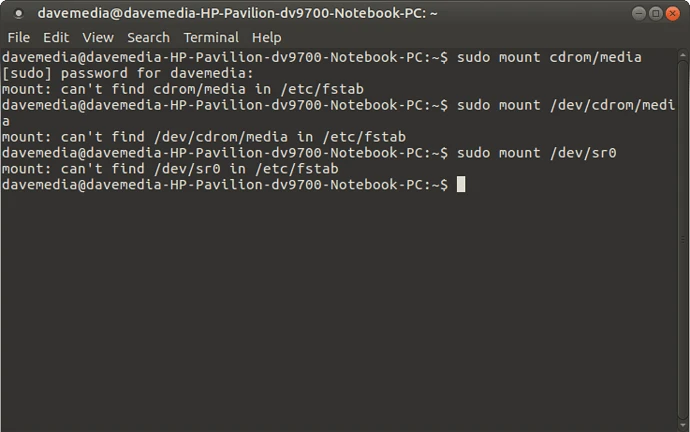 davemedia@davemedia-HP-Pavilion-dv9700-Notebook-PC: ~
File Edit View Search Terminal Help
davemedia@davemedia-HP-Pavilion-dv9700-Notebook-PC:~$ sudo mount cdrom/media
[sudo] password for davemedia:
mount: can't find cdrom/media in /etc/fstab
davemedia@davemedia-HP-Pavilion-dv9700-Notebook-PC:~$ sudo mount /dev/cdrom/medi
a
mount: can't find /dev/cdrom/media in /etc/fstab
davemedia@davemedia-HP-Pavilion-dv9700-Notebook-PC:~$ sudo mount /dev/sr0
mount: can't find /dev/sr0 in /etc/fstab
davemedia@davemedia-HP-Pavilion-dv9700-Notebook-PC:~$